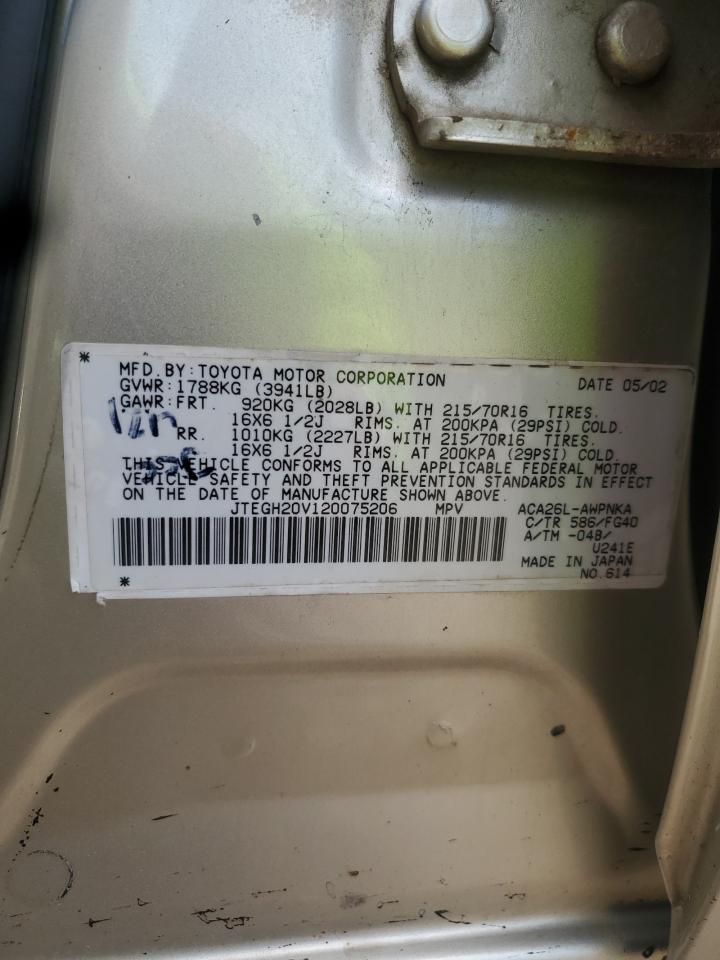 * MFD. BY: TOYOTA MOTOR CORPORATION DATE 05/02
GVWR: 1788KG (3941LB)
GAWR: FRT. 920KG (2028LB) WITH 215/70R16 TIRES.
16X6 1/2J RIMS. AT 200KPA (29PSI) COLD.
RR. 1010KG (2227LB) WITH 215/70R16 TIRES.
16X6 1/2J RIMS. AT 200KPA (29PSI) COLD.
THIS VEHICLE CONFORMS TO ALL APPLICABLE FEDERAL MOTOR
VEHICLE SAFETY AND THEFT PREVENTION STANDARDS IN EFFECT
ON THE DATE OF MANUFACTURE SHOWN ABOVE.
JTEGH20V120075206 MPV ACA26L-AWPNKA
C/TR 586/FG40
A/TM -04B/
U241E
MADE IN JAPAN
* NO.614